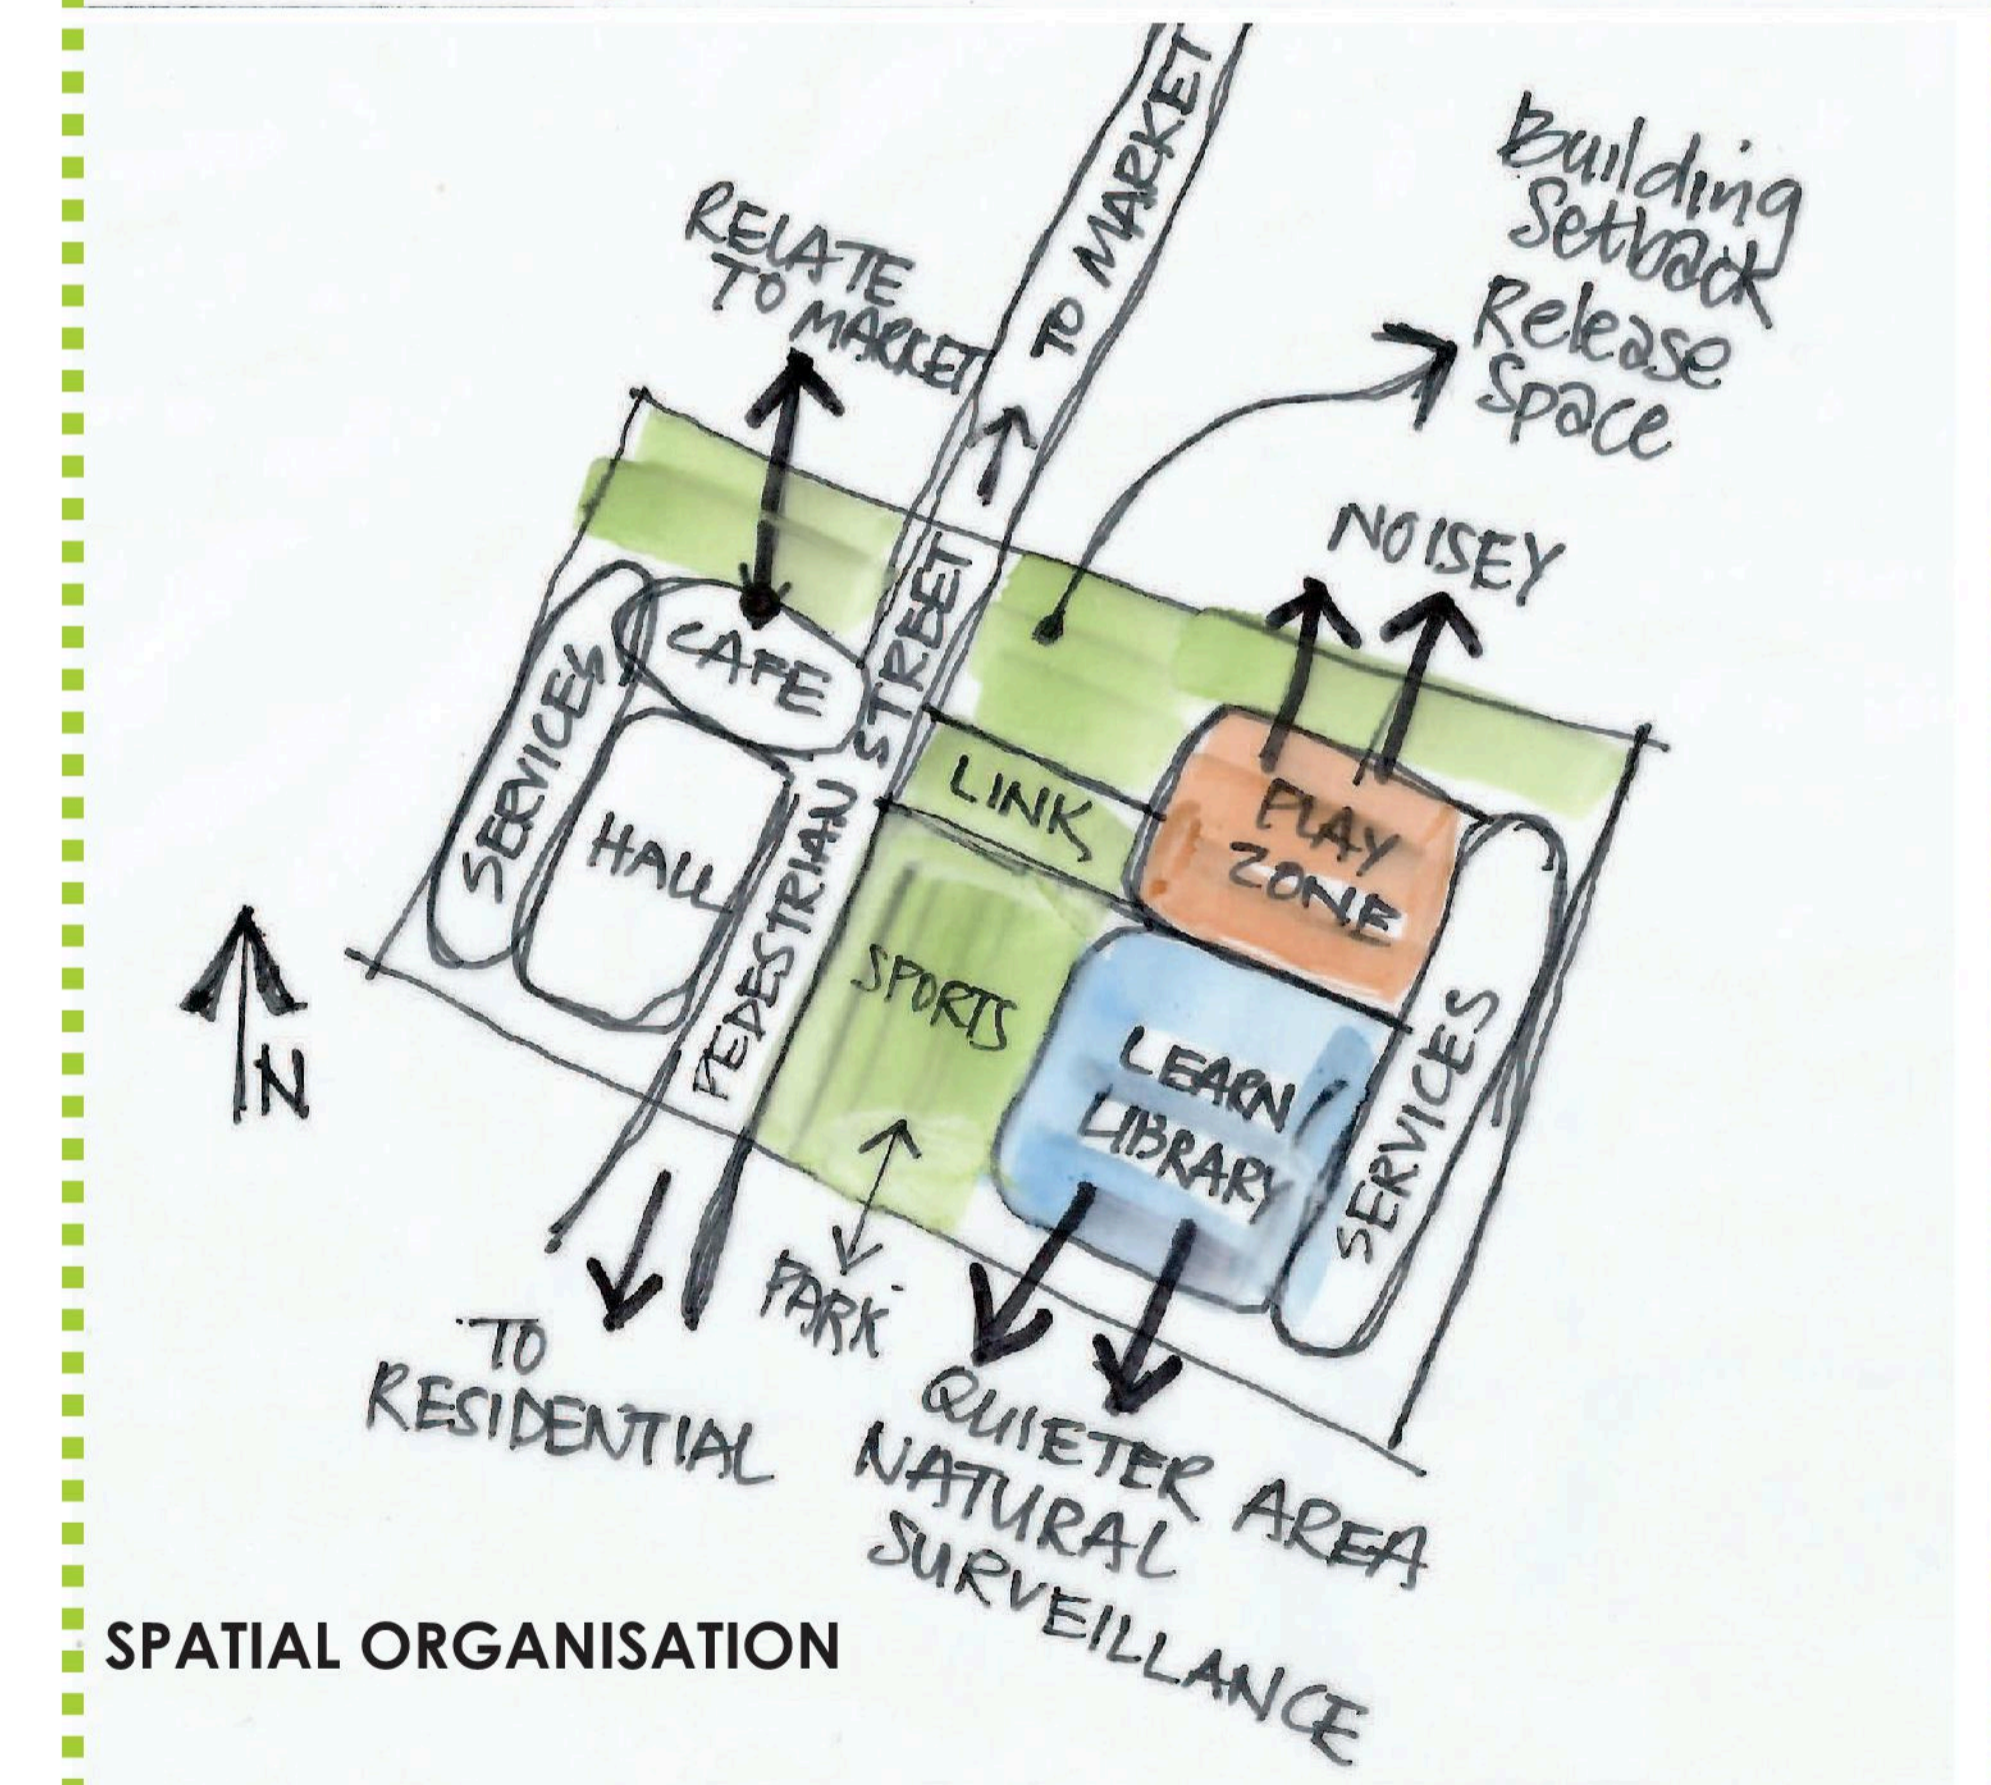 TO MARKET
Building
Setback
Release
Space
RELATE
TO MARKET
NOISEY
CAFE
SERVICES
HALL
PEDESTRIAN STREET
LINK
PLAY
ZONE
SPORTS
LEARN/
LIBRARY
SERVICES
N
PARK
TO
RESIDENTIAL
QUIETER AREA
NATURAL
SURVEILLANCE
SPATIAL ORGANISATION